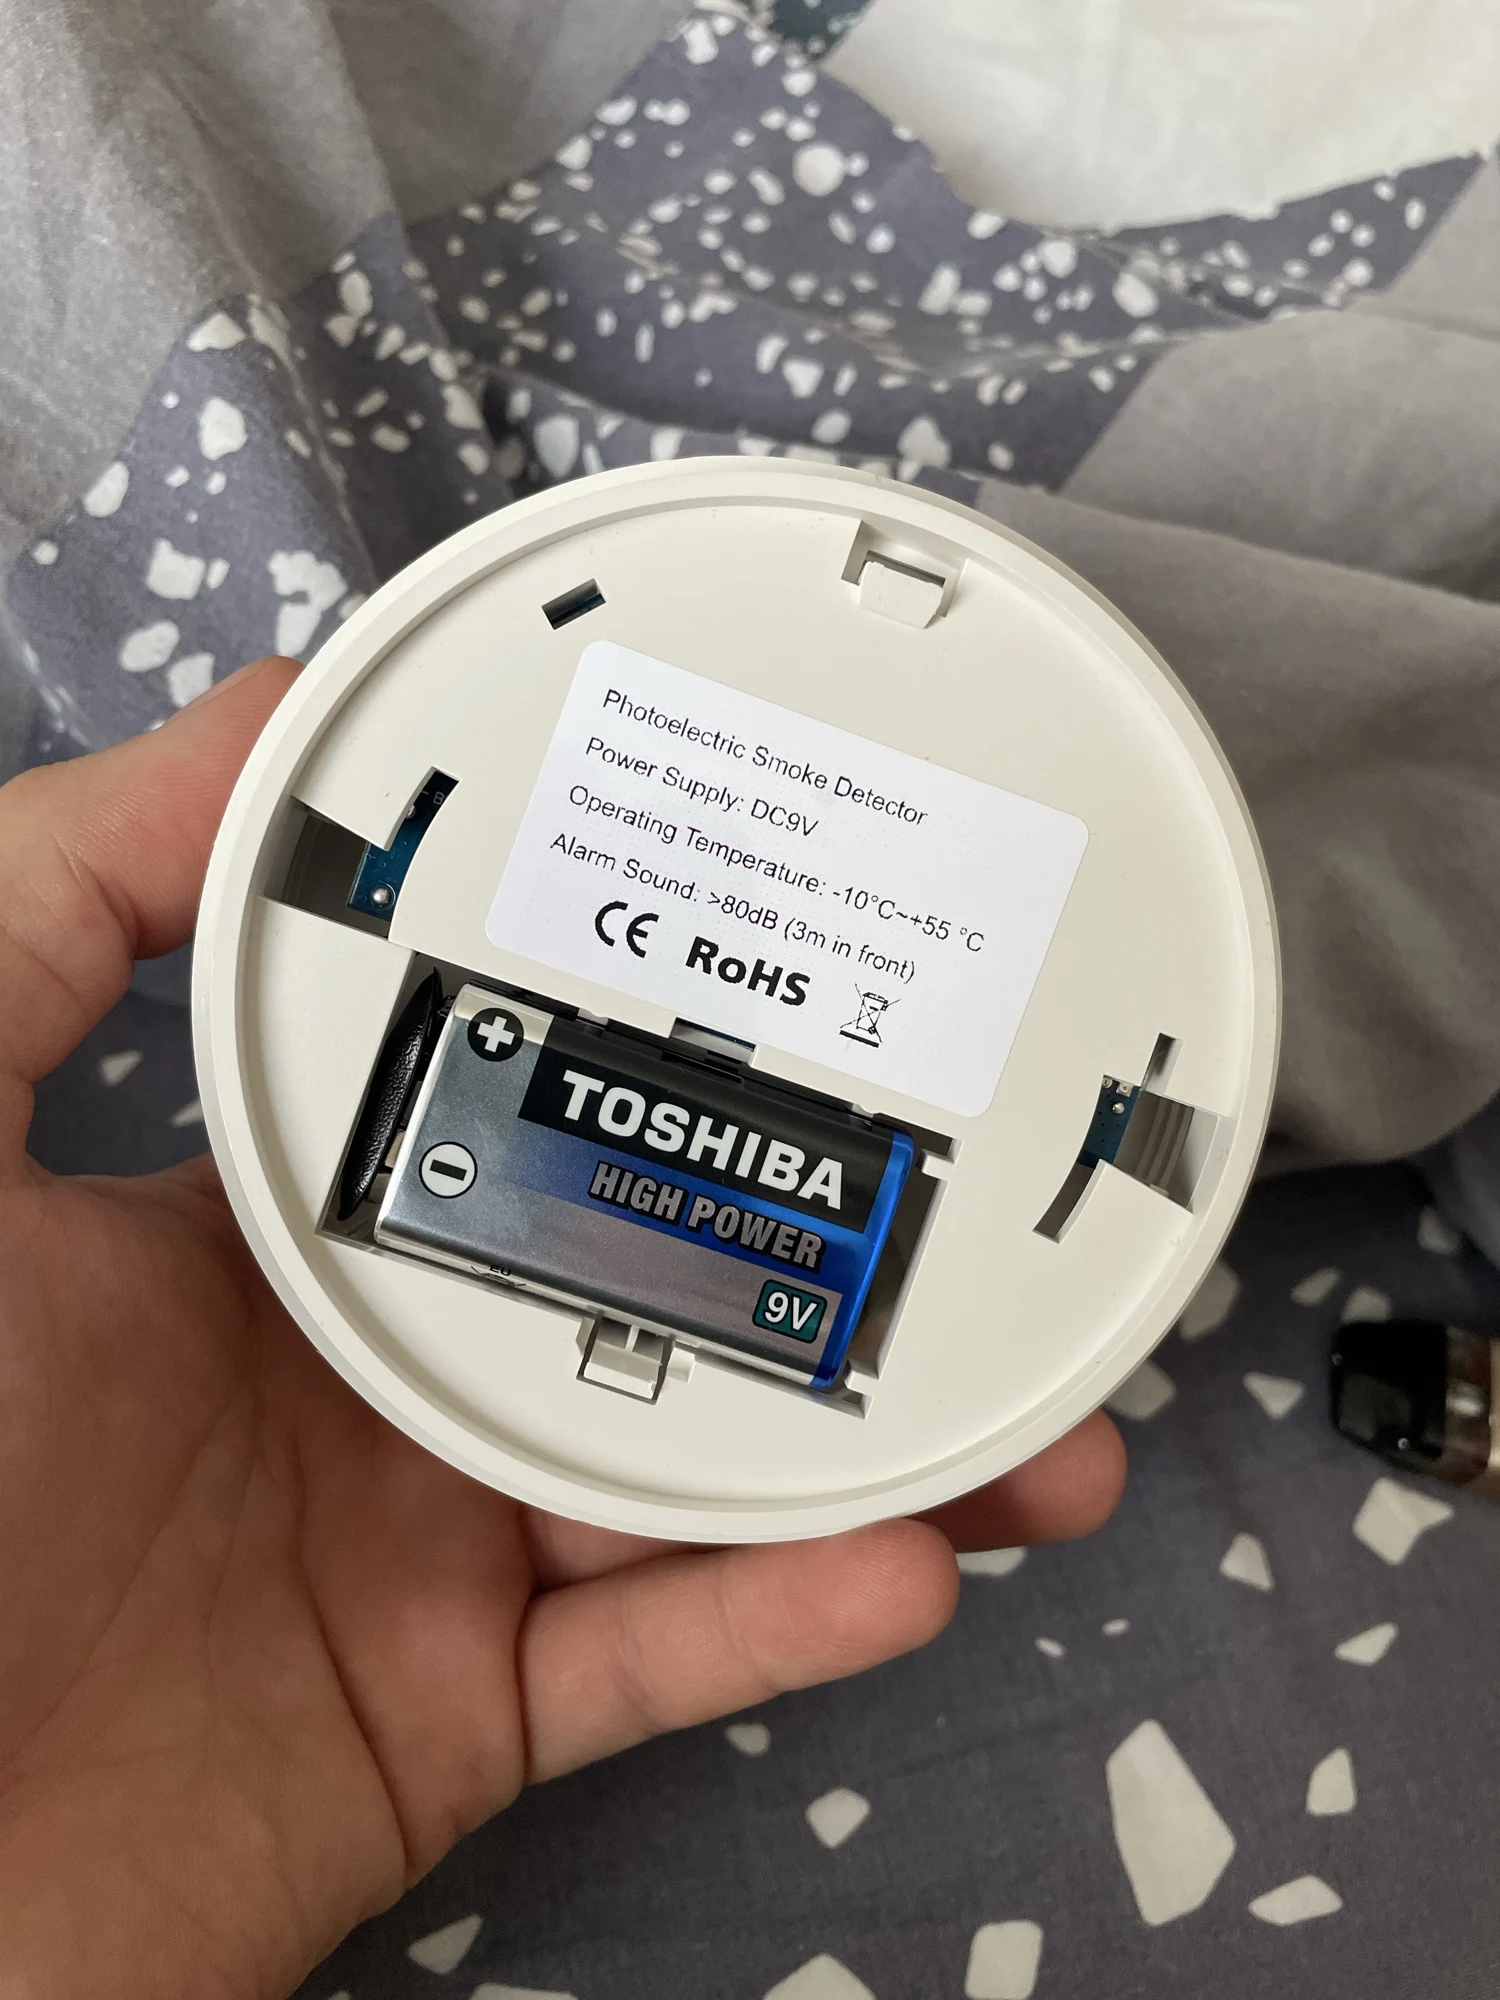 Photoelectric Smoke Detector
Power Supply: DC9V
Operating Temperature: -10°C~+55 °C
Alarm Sound: >80dB (3m in front)
CE RoHS
TOSHIBA
HIGH POWER
9V
EU
B